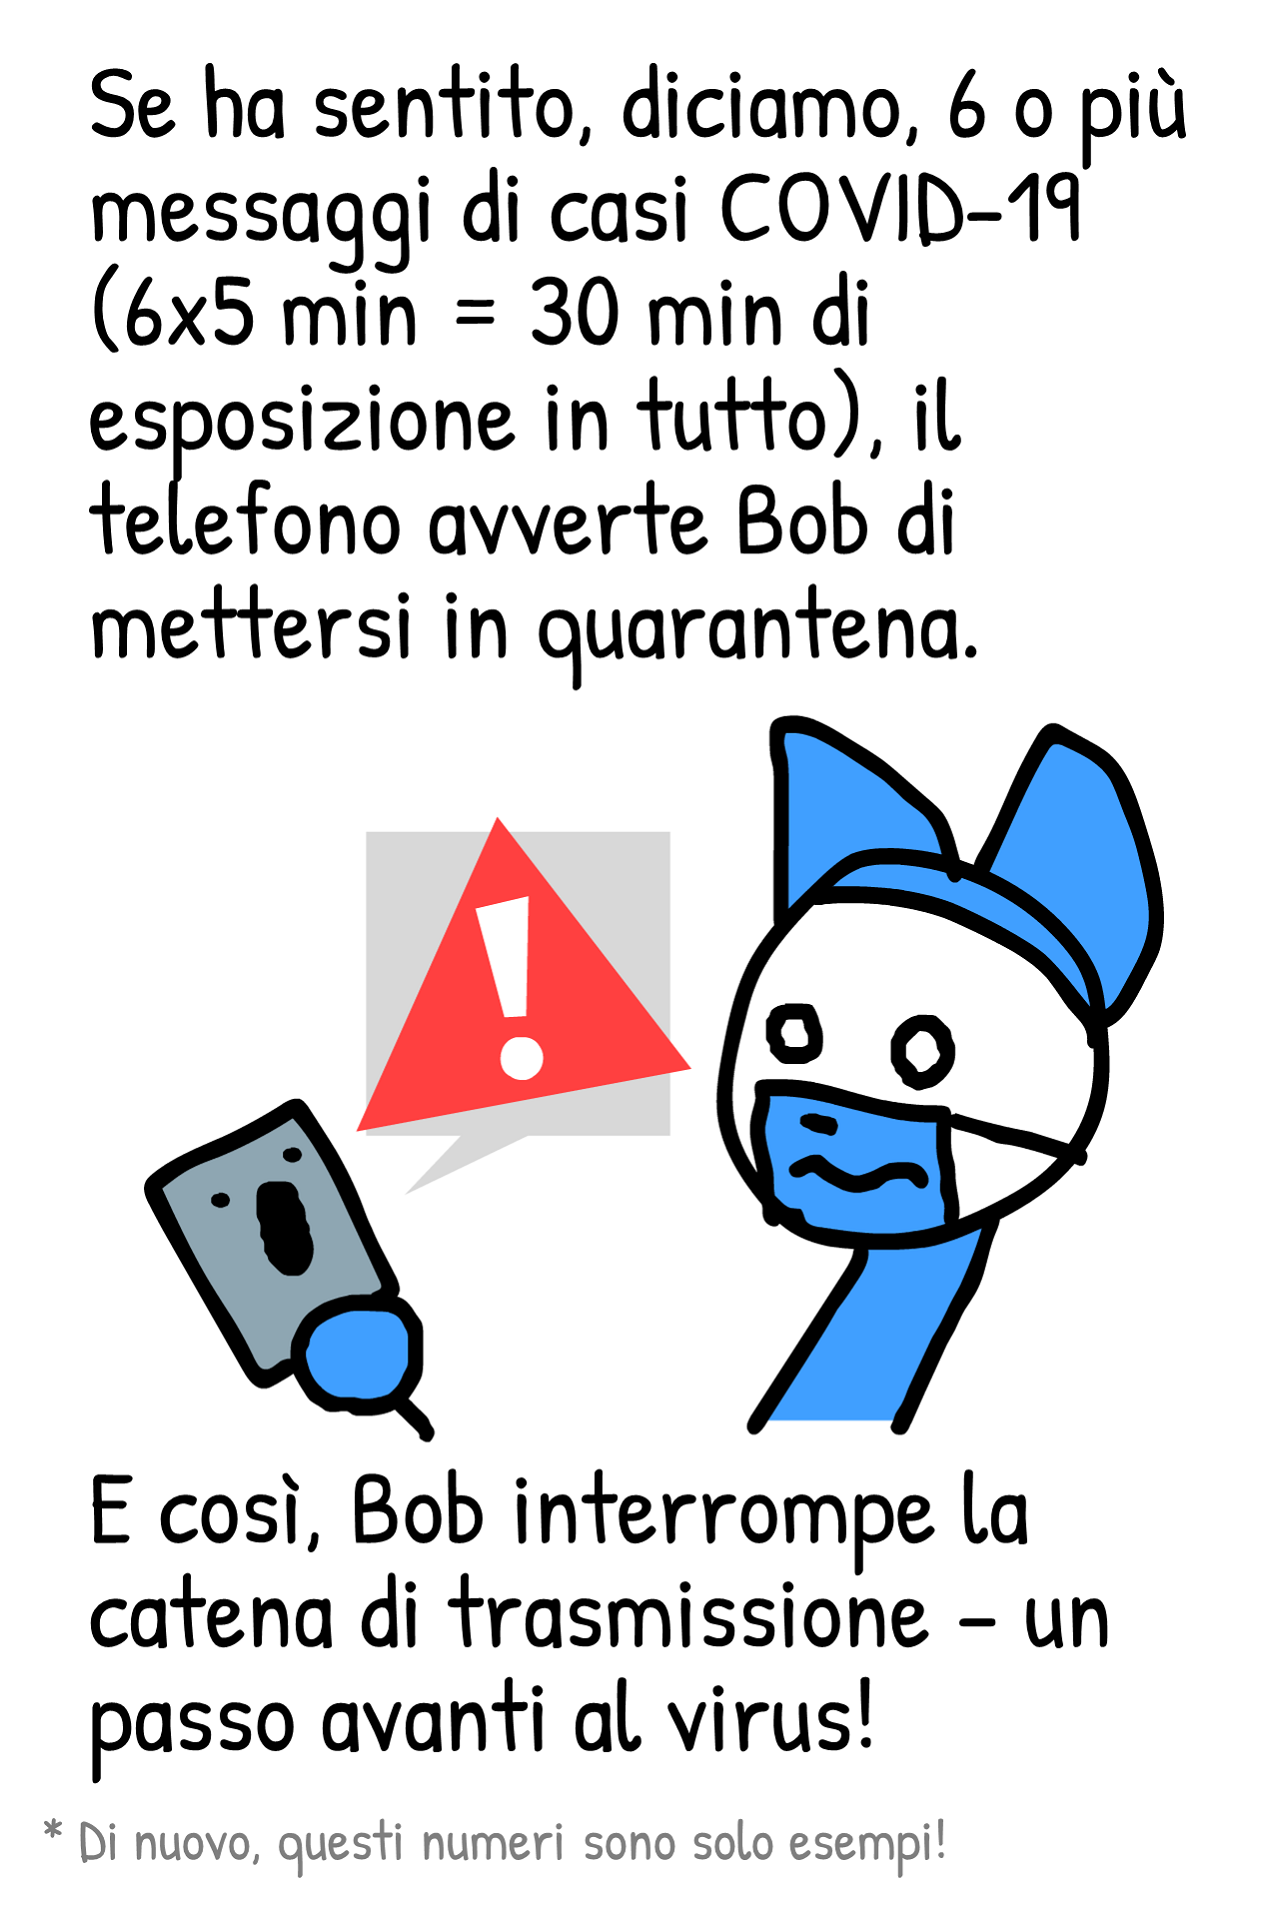 Se ha sentito, diciamo, 6 o più
messaggi di casi COVID-19
(6x5 min = 30 min di
esposizione in tutto), il
telefono avverte Bob di
mettersi in quarantena.
!
E così, Bob interrompe la
catena di trasmissione - un
passo avanti al virus!
* Di nuovo, questi numeri sono solo esempi!